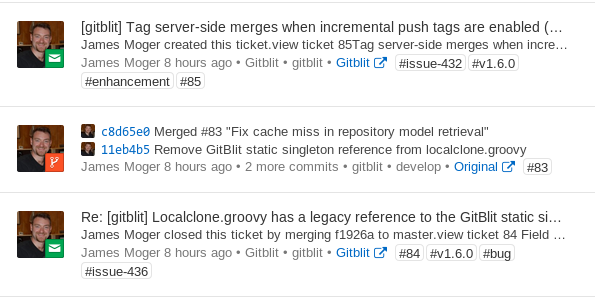 [gitblit] Tag server-side merges when incremental push tags are enabled (…
James Moger created this ticket.view ticket 85Tag server-side merges when incre…
James Moger 8 hours ago • Gitblit • gitblit • Gitblit #issue-432 #v1.6.0
#enhancement #85
c8d65e0 Merged #83 "Fix cache miss in repository model retrieval"
11eb4b5 Remove GitBlit static singleton reference from localclone.groovy
James Moger 8 hours ago • 2 more commits • gitblit • develop • Original #83
Re: [gitblit] Localclone.groovy has a legacy reference to the GitBlit static si…
James Moger closed this ticket by merging f1926a to master.view ticket 84 Field …
James Moger 8 hours ago • Gitblit • gitblit • Gitblit #84 #v1.6.0 #bug
#issue-436